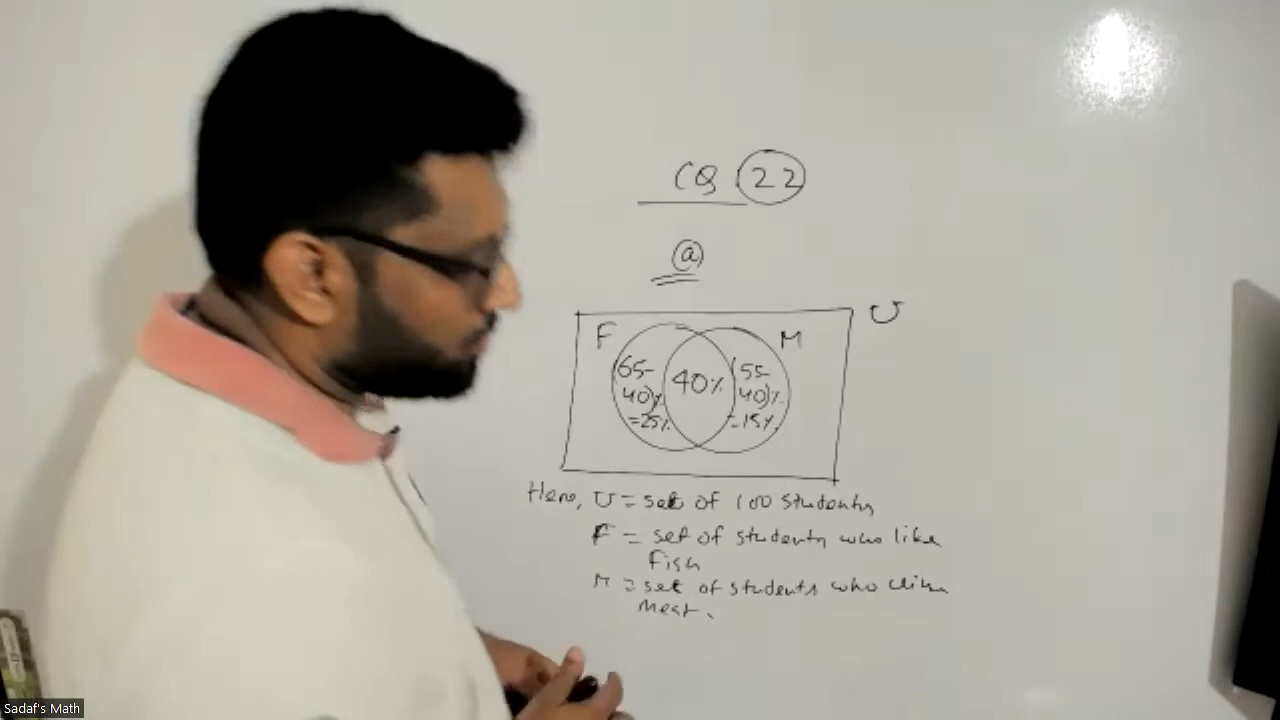 CQ 22
a
U
F
M
(65-
40)%
=25%
40%
(55-
40)%
=15%
Here, U = set of 100 students
F = set of students who like
Fish
M = set of students who like
Meat.
Sadaf's Math